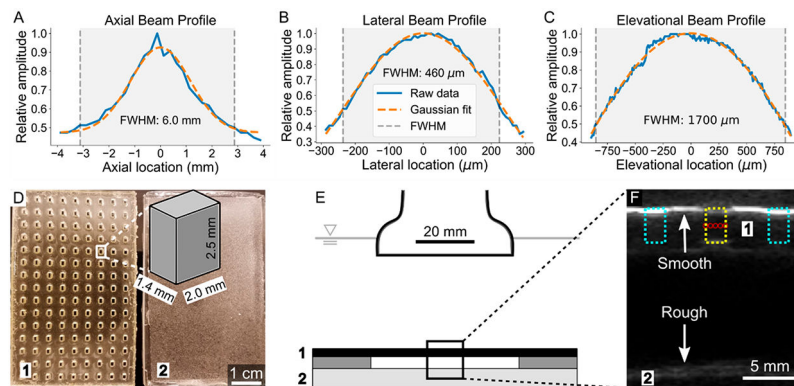 A Axial Beam Profile
Relative amplitude
1.0
0.9
0.8
0.7
0.6
0.5
FWHM: 6.0 mm
−4 −3 −2 −1 0 1 2 3 4
Axial location (mm)
B Lateral Beam Profile
Relative amplitude
1.0
0.9
0.8
0.7
0.6
0.5
0.4
0.3
FWHM: 460 μm
Raw data
Gaussian fit
FWHM
−300 −200 −100 0 100 200 300
Lateral location (μm)
C Elevational Beam Profile
Relative amplitude
1.0
0.9
0.8
0.7
0.6
0.5
0.4
FWHM: 1700 μm
−750 −500 −250 0 250 500 750
Elevational location (μm)
D
2.5 mm
1.4 mm
2.0 mm
1
2
1 cm
E
20 mm
1
2
F
1
Smooth
Rough
2
5 mm